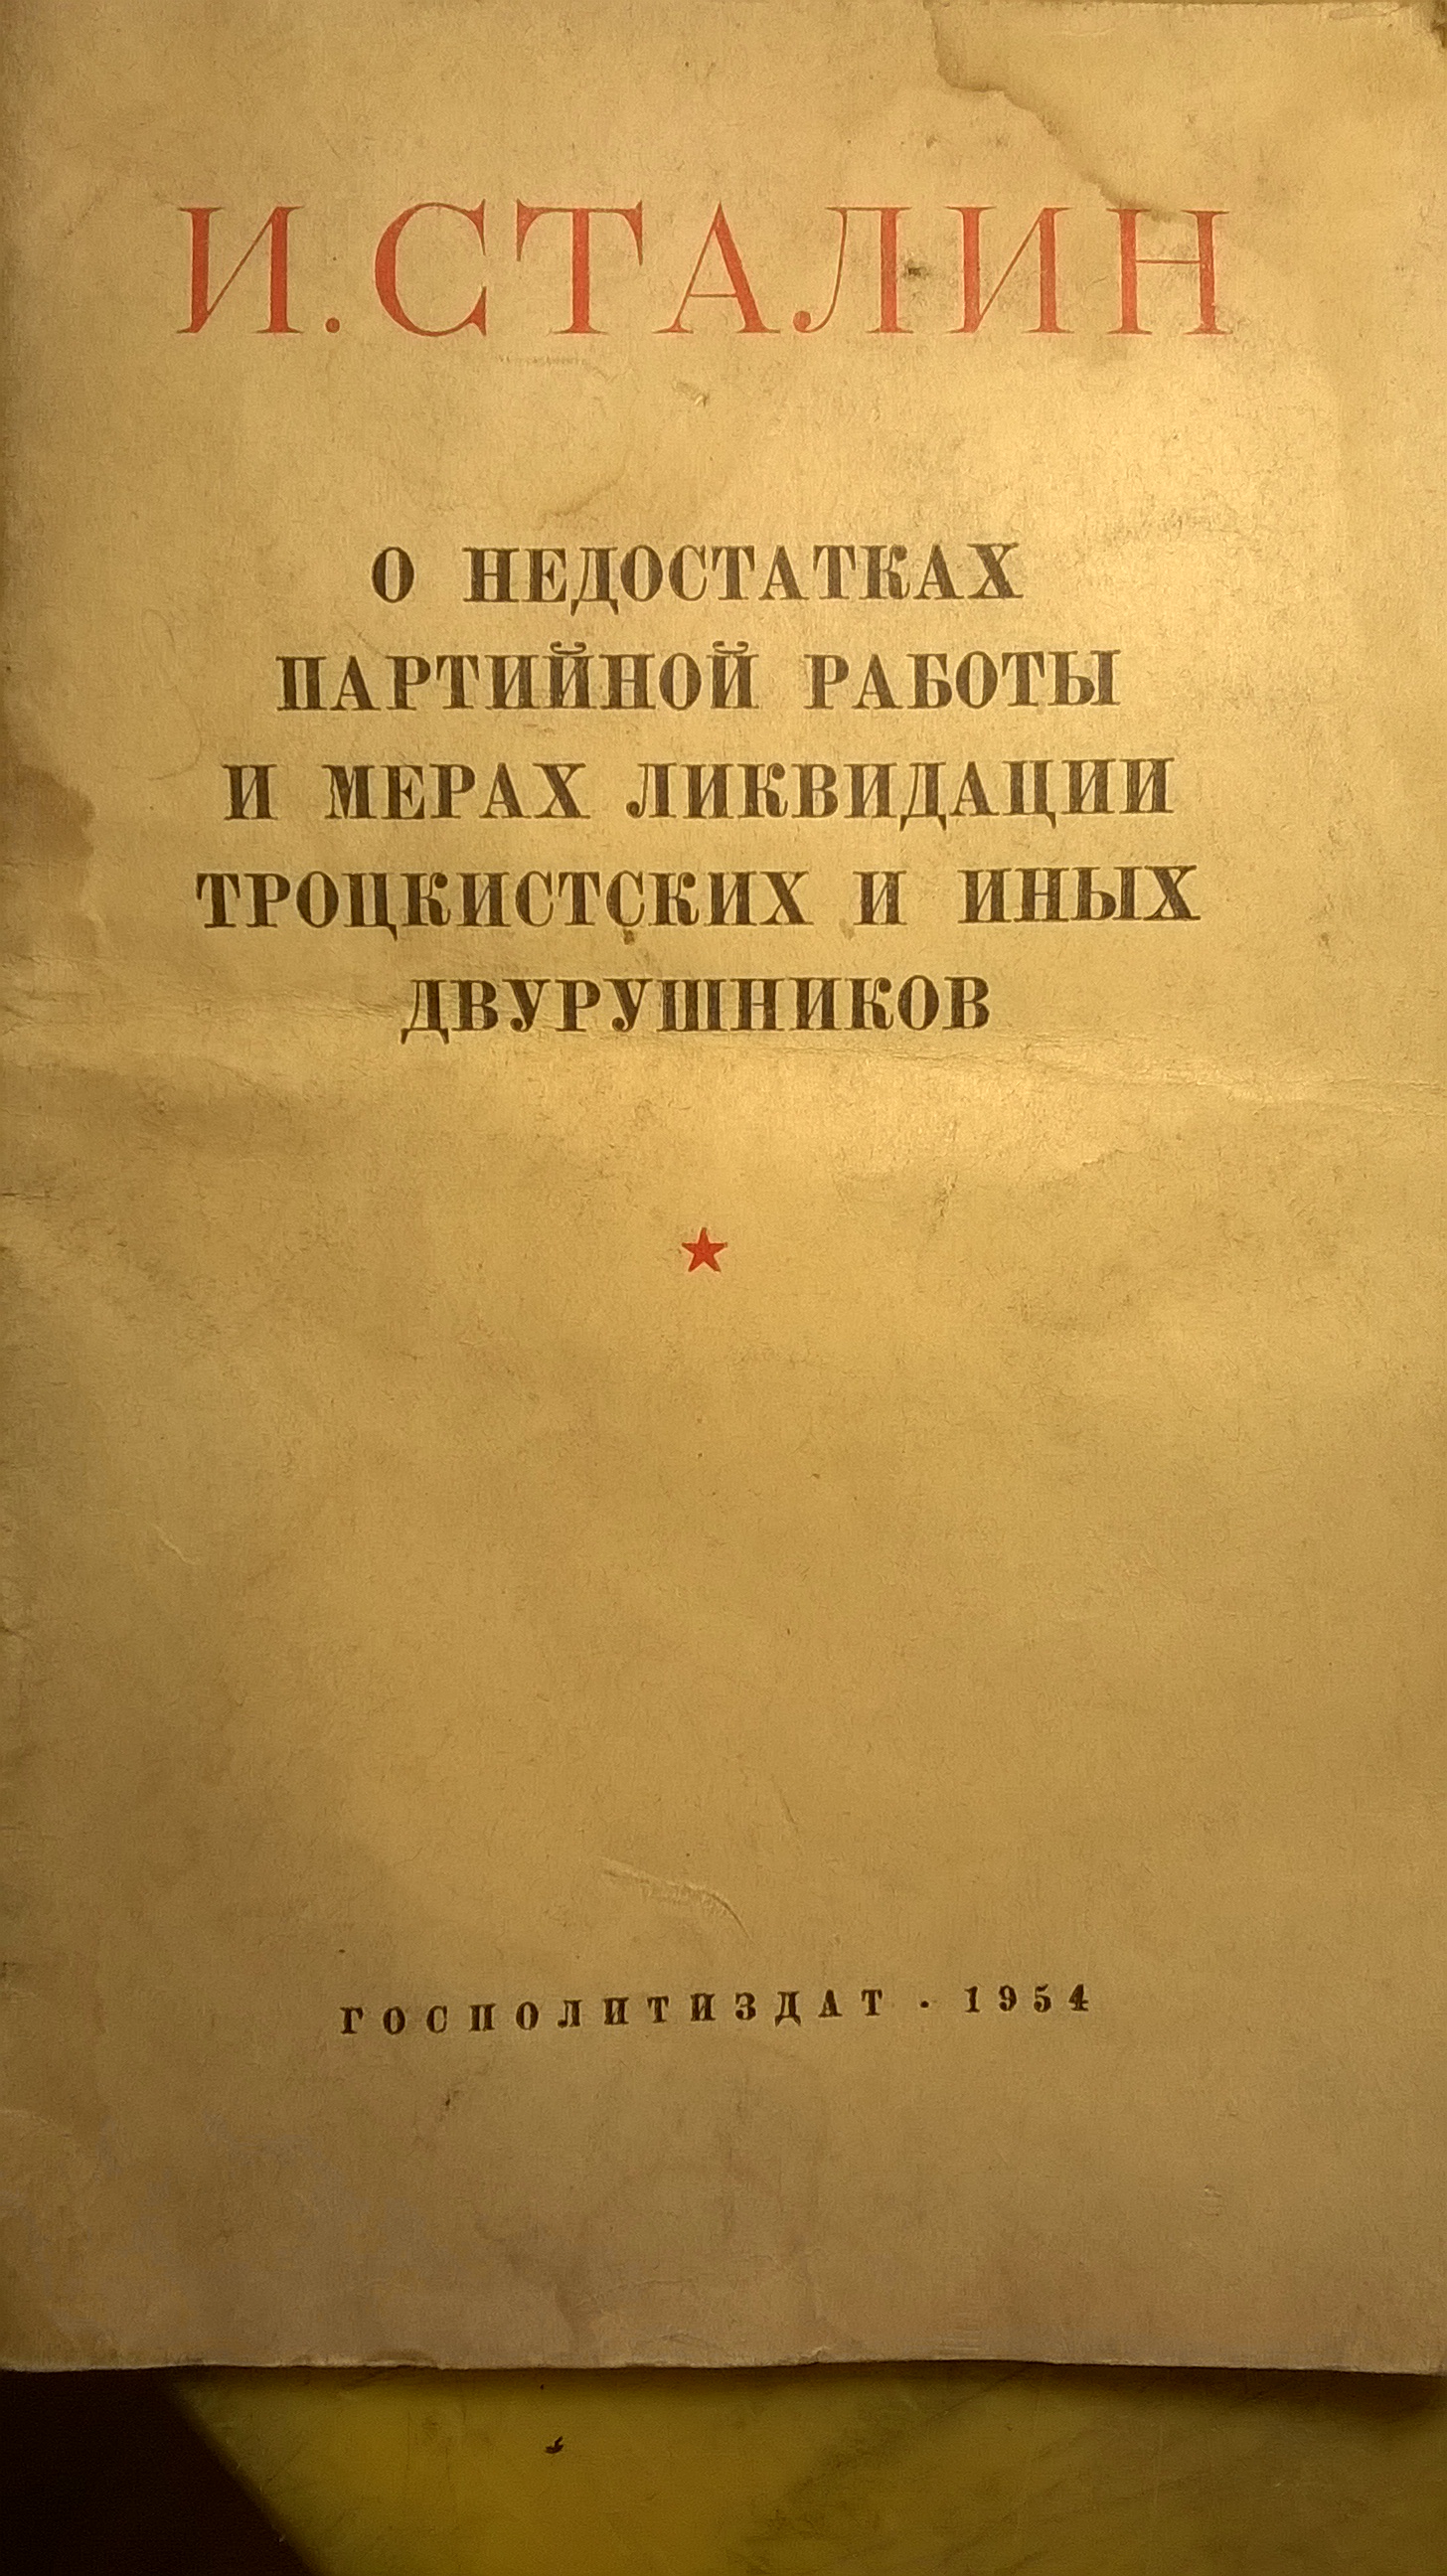 И. СТАЛИН
О НЕДОСТАТКАХ
ПАРТИЙНОЙ РАБОТЫ
И МЕРАХ ЛИКВИДАЦИИ
ТРОЦКИСТСКИХ И ИНЫХ
ДВУРУШНИКОВ
ГОСПОЛИТИЗДАТ · 1954